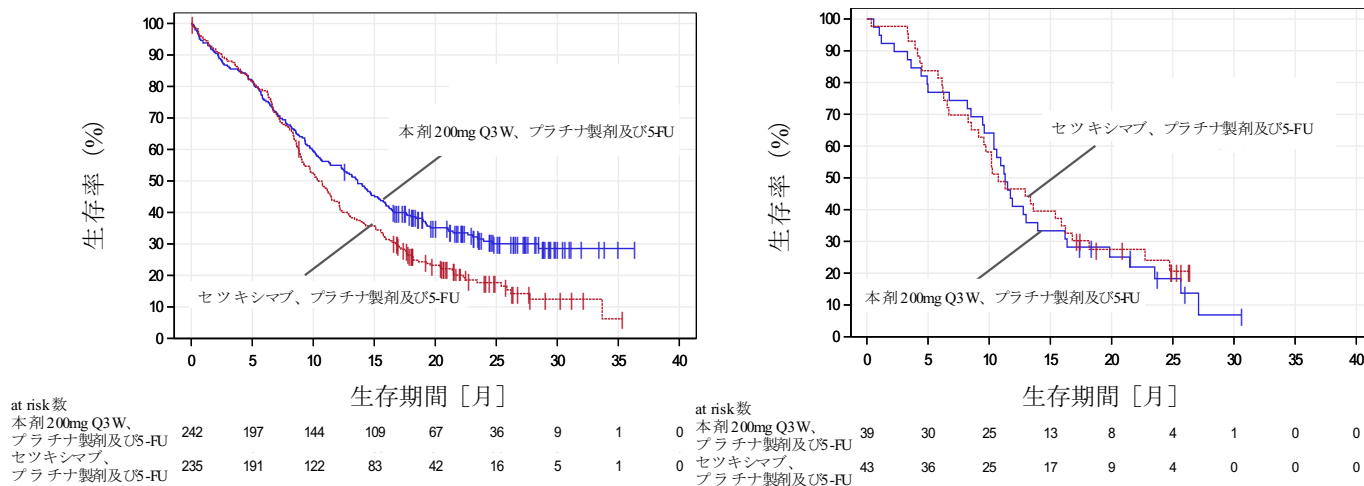 100
90
80
70
60
50
40
30
20
10
0
生存率 (%)
本剤200mg Q3W、プラチナ製剤及び5-FU
セツキシマブ、プラチナ製剤及び5-FU
0 5 10 15 20 25 30 35 40
生存期間 [月]
at risk数
本剤200mg Q3W、
プラチナ製剤及び5-FU
242 197 144 109 67 36 9 1 0
セツキシマブ、
プラチナ製剤及び5-FU
235 191 122 83 42 16 5 1 0
100
90
80
70
60
50
40
30
20
10
0
生存率 (%)
セツキシマブ、プラチナ製剤及び5-FU
本剤200mg Q3W、プラチナ製剤及び5-FU
0 5 10 15 20 25 30 35 40
生存期間 [月]
at risk数
本剤200mg Q3W、
プラチナ製剤及び5-FU
39 30 25 13 8 4 1 0 0
セツキシマブ、
プラチナ製剤及び5-FU
43 36 25 17 9 4 0 0 0